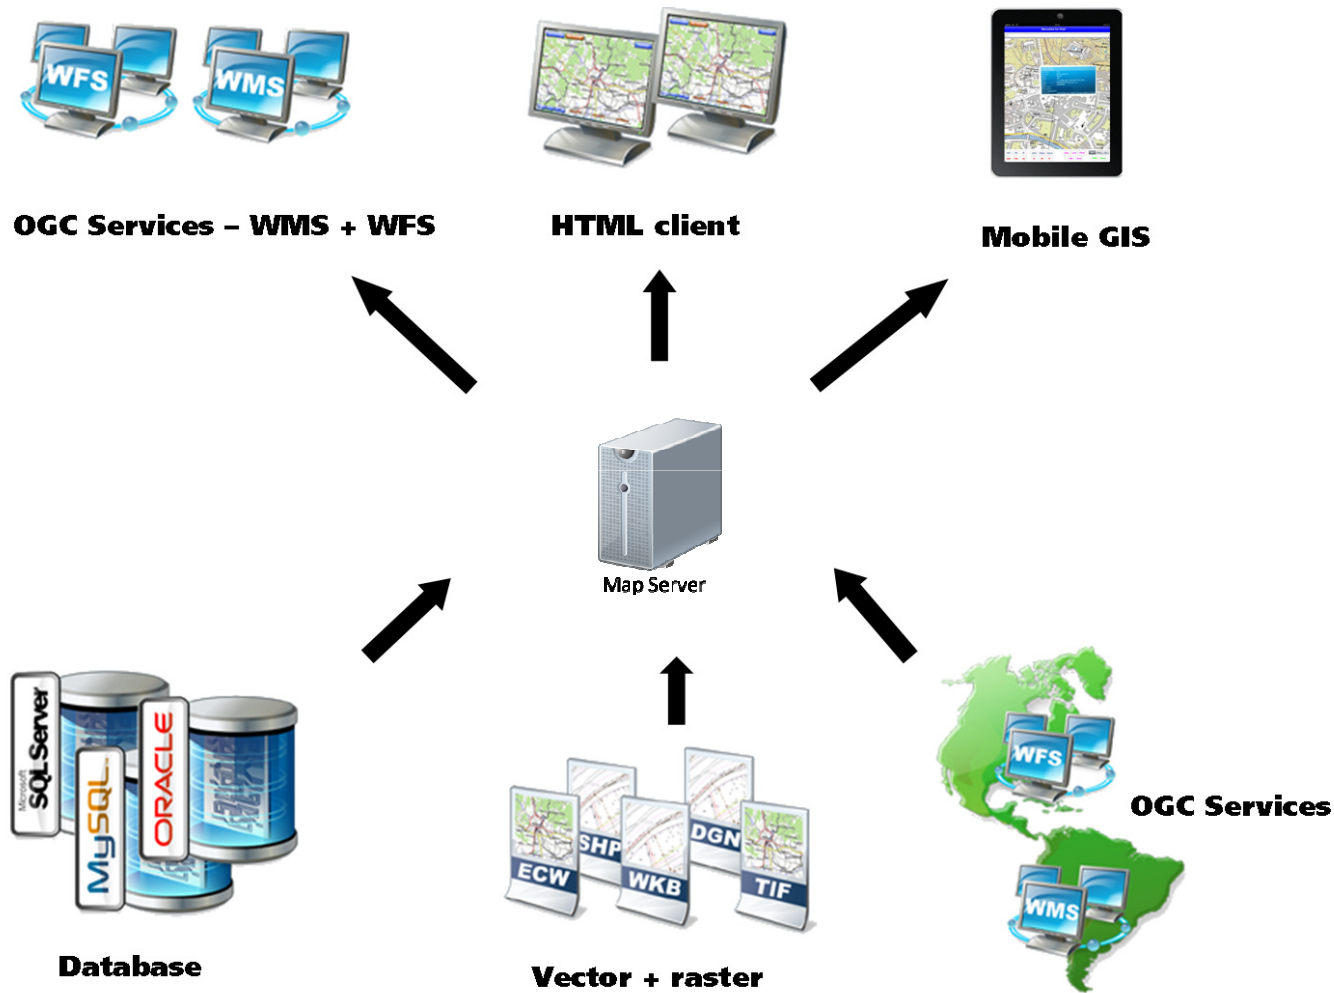 WFS
WMS
OGC Services – WMS + WFS
HTML client
Mobile GIS
Map Server
Microsoft
SQL Server
MySQL
ORACLE
Database
ECW
SHP
WKB
DGN
TIF
Vector + raster
WFS
OGC Services
WMS